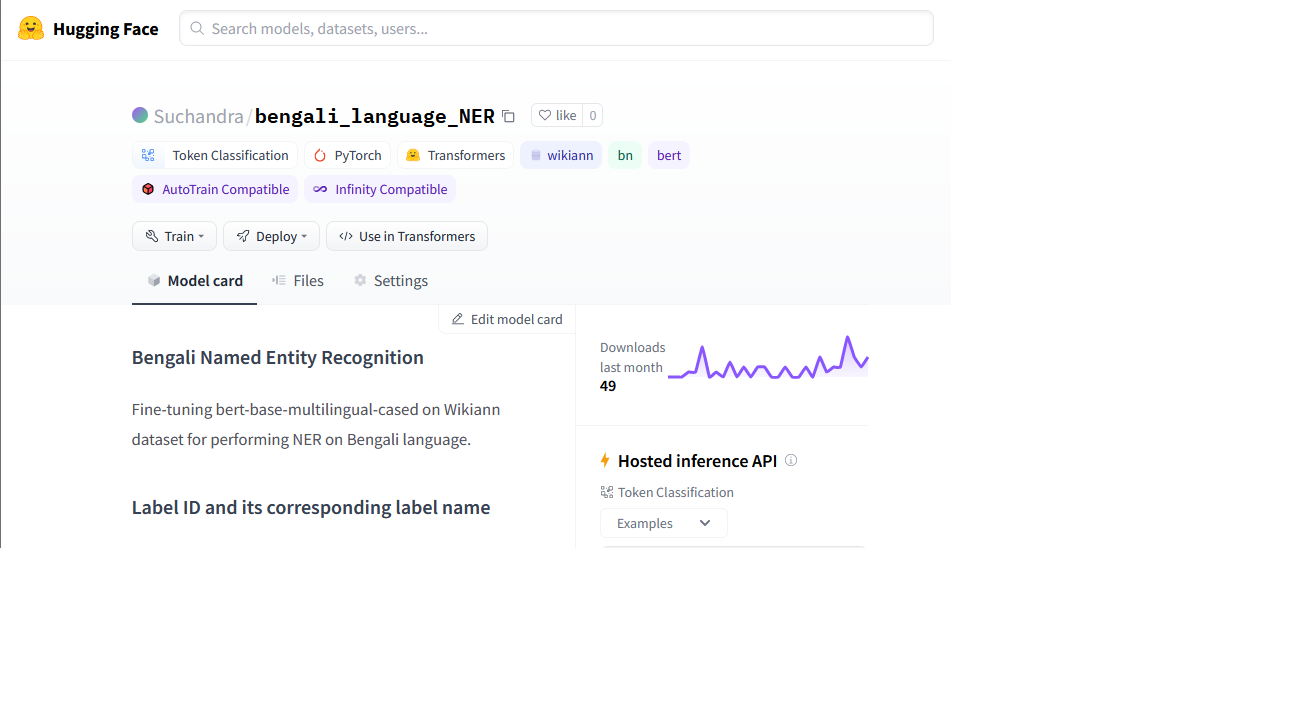 Hugging Face
Search models, datasets, users...
Suchandra/bengali_language_NER
like 0
Token Classification PyTorch Transformers wikiann bn bert
AutoTrain Compatible Infinity Compatible
Train Deploy </> Use in Transformers
Model card Files Settings
Edit model card
Bengali Named Entity Recognition
Fine-tuning bert-base-multilingual-cased on Wikiann
dataset for performing NER on Bengali language.
Label ID and its corresponding label name
Downloads
last month
49
Hosted inference API
Token Classification
Examples